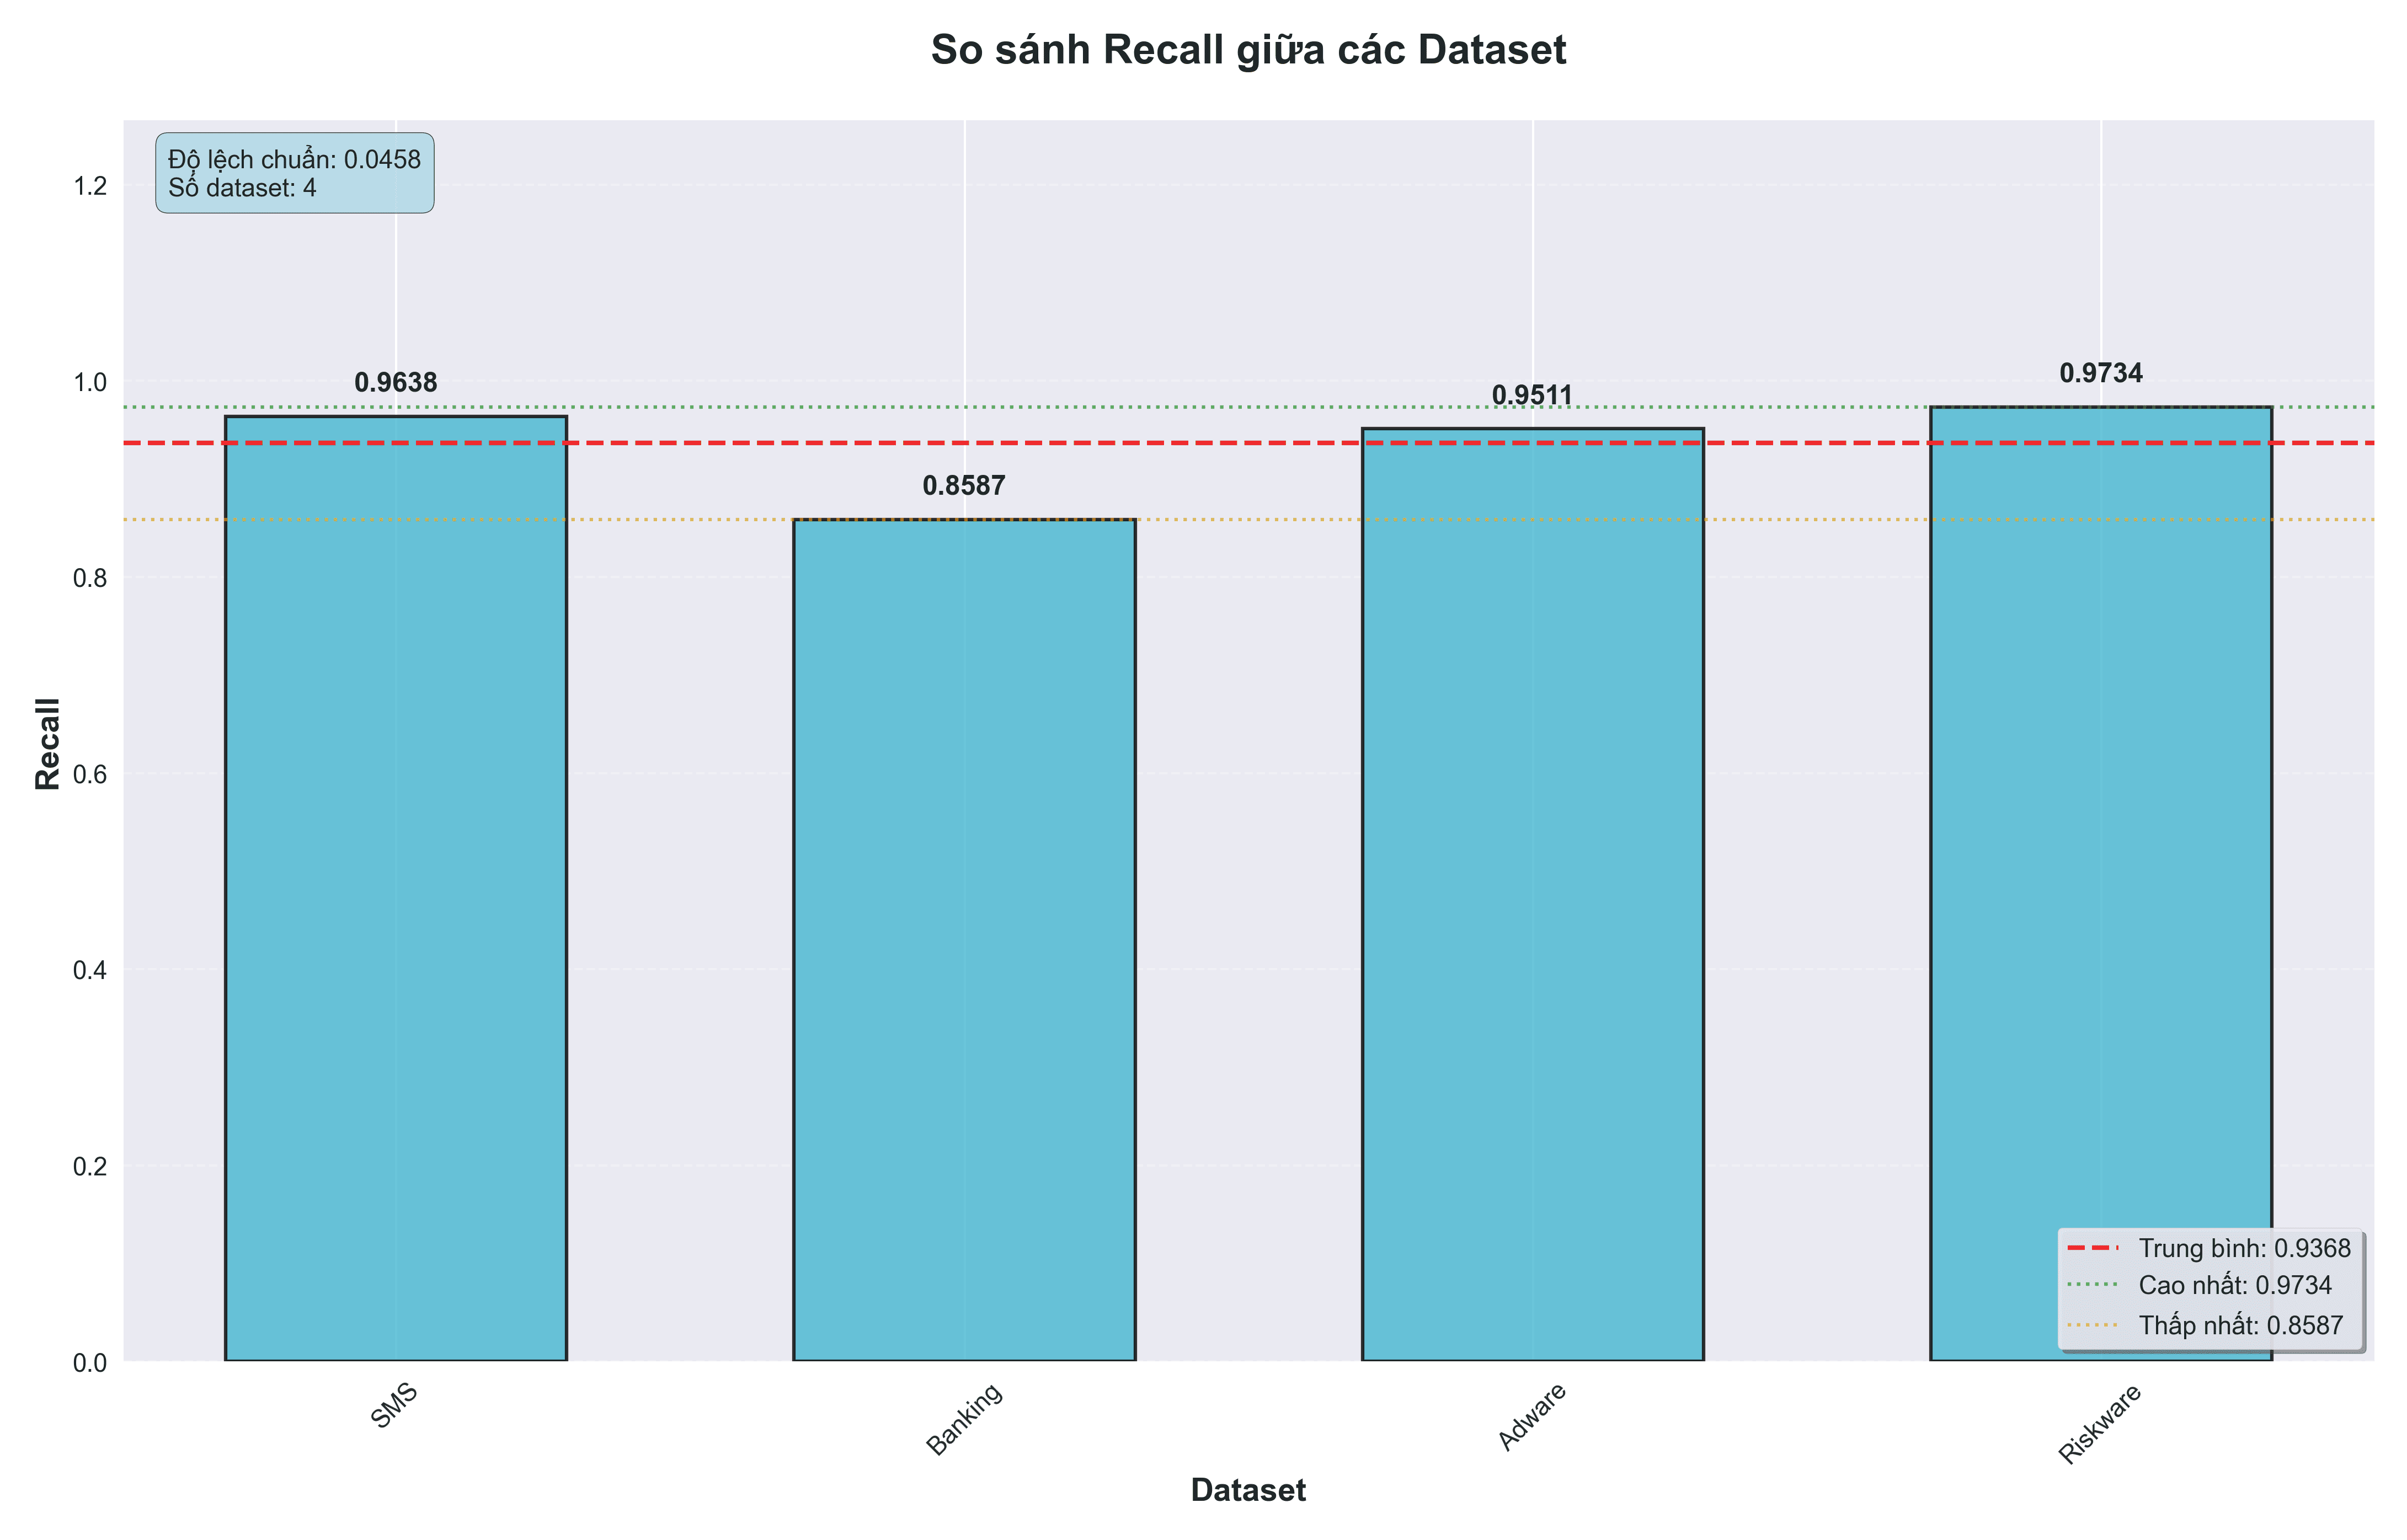 So sánh Recall giữa các Dataset
Độ lệch chuẩn: 0.0458
Số dataset: 4
1.2
1.0
0.8
0.6
0.4
0.2
0.0
Recall
0.9638
0.8587
0.9511
0.9734
Trung bình: 0.9368
Cao nhất: 0.9734
Thấp nhất: 0.8587
SMS
Banking
Adware
Riskware
Dataset